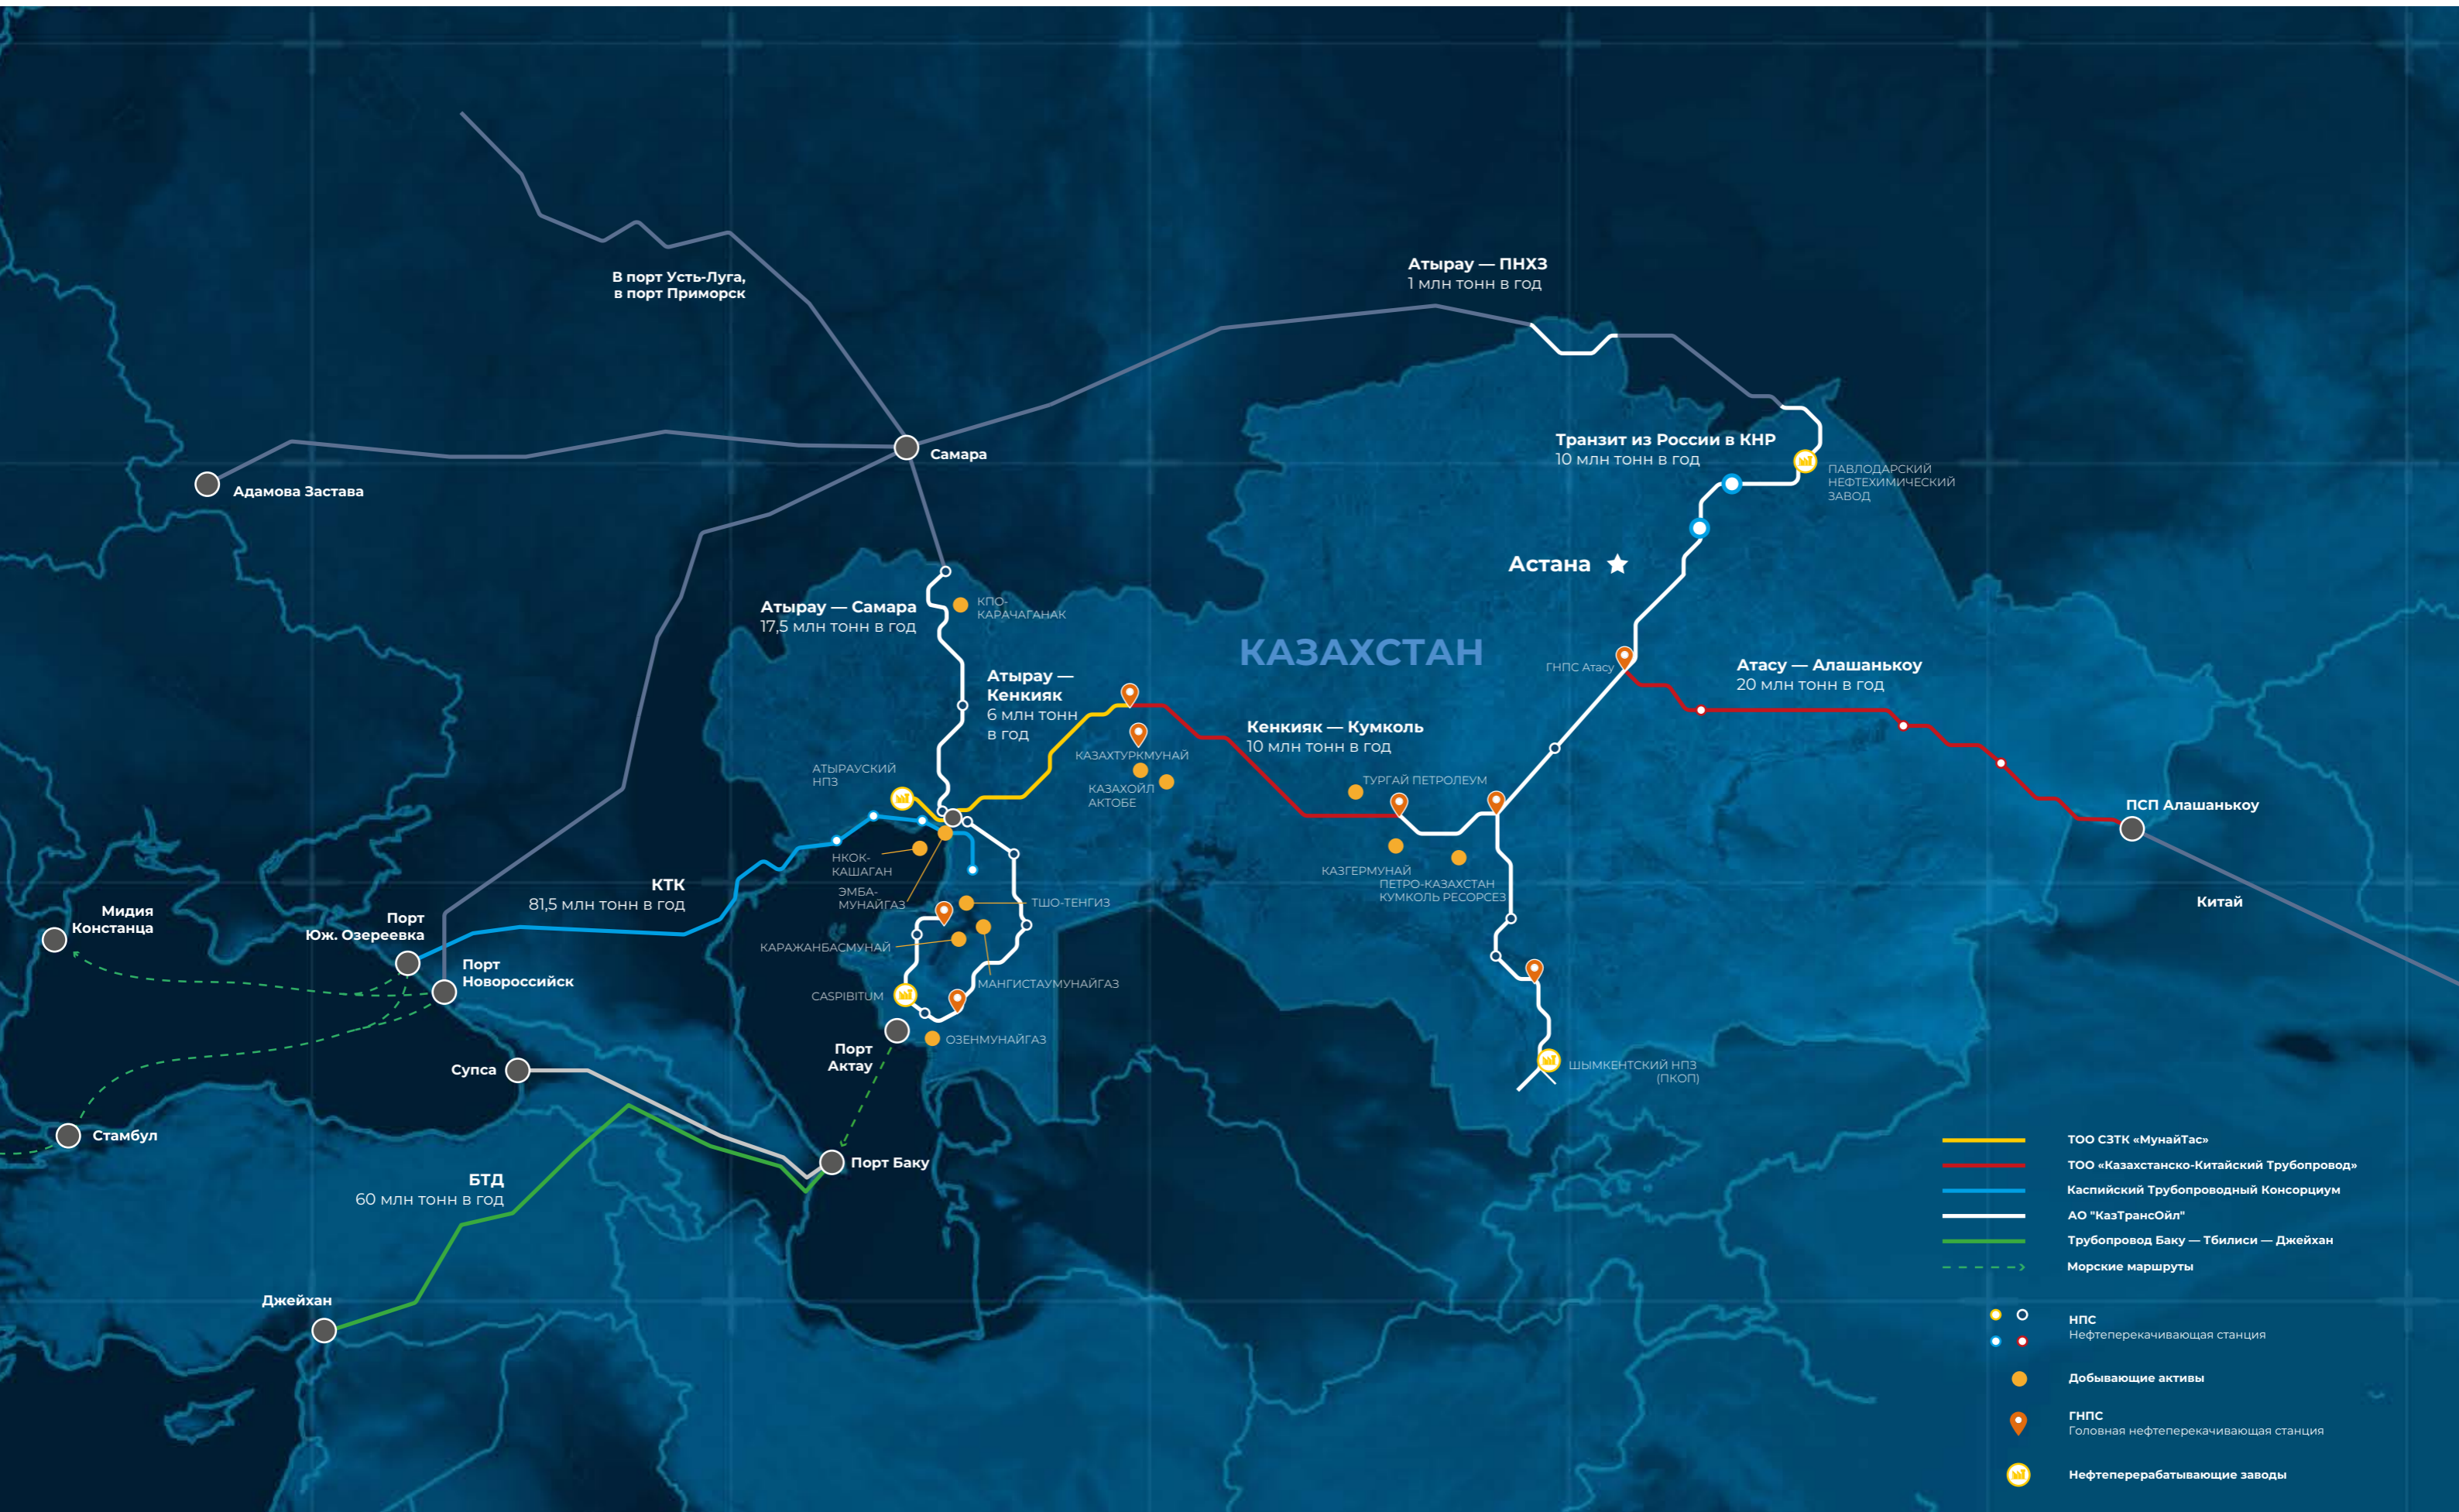 В порт Усть-Луга,
в порт Приморск
Атырау — ПНХЗ
1 млн тонн в год
Транзит из России в КНР
10 млн тонн в год
Самара
Адамова Застава
ПАВЛОДАРСКИЙ
НЕФТЕХИМИЧЕСКИЙ
ЗАВОД
Астана
Атырау — Самара
17,5 млн тонн в год
КПО-
КАРАЧАГАНАК
КАЗАХСТАН
ГНПС Атасу
Атасу — Алашанькоу
20 млн тонн в год
Атырау —
Кенкияк
6 млн тонн
в год
Кенкияк — Кумколь
10 млн тонн в год
КАЗАХТУРКМУНАЙ
АТЫРАУСКИЙ
НПЗ
КАЗАХОЙЛ
АКТОБЕ
ТУРГАЙ ПЕТРОЛЕУМ
ПСП Алашанькоу
НКОК-
КАШАГАН
КАЗГЕРМУНАЙ
ПЕТРО-КАЗАХСТАН
КУМКОЛЬ РЕСОРСЕЗ
КТК
81,5 млн тонн в год
ЭМБА-
МУНАЙГАЗ
ТШО-ТЕНГИЗ
Китай
Мидия
Констанца
Порт
Юж. Озереевка
КАРАЖАНБАСМУНАЙ
Порт
Новороссийск
МАНГИСТАУМУНАЙГАЗ
CASPIBITUM
ОЗЕНМУНАЙГАЗ
Порт
Актау
Супса
ШЫМКЕНТСКИЙ НПЗ
(ПКОП)
Стамбул
Порт Баку
БТД
60 млн тонн в год
Джейхан
ТОО СЗТК «МунайТас»
ТОО «Казахстанско-Китайский Трубопровод»
Каспийский Трубопроводный Консорциум
АО "КазТрансОйл"
Трубопровод Баку — Тбилиси — Джейхан
Морские маршруты
НПС
Нефтеперекачивающая станция
Добывающие активы
ГНПС
Головная нефтеперекачивающая станция
Нефтеперерабатывающие заводы